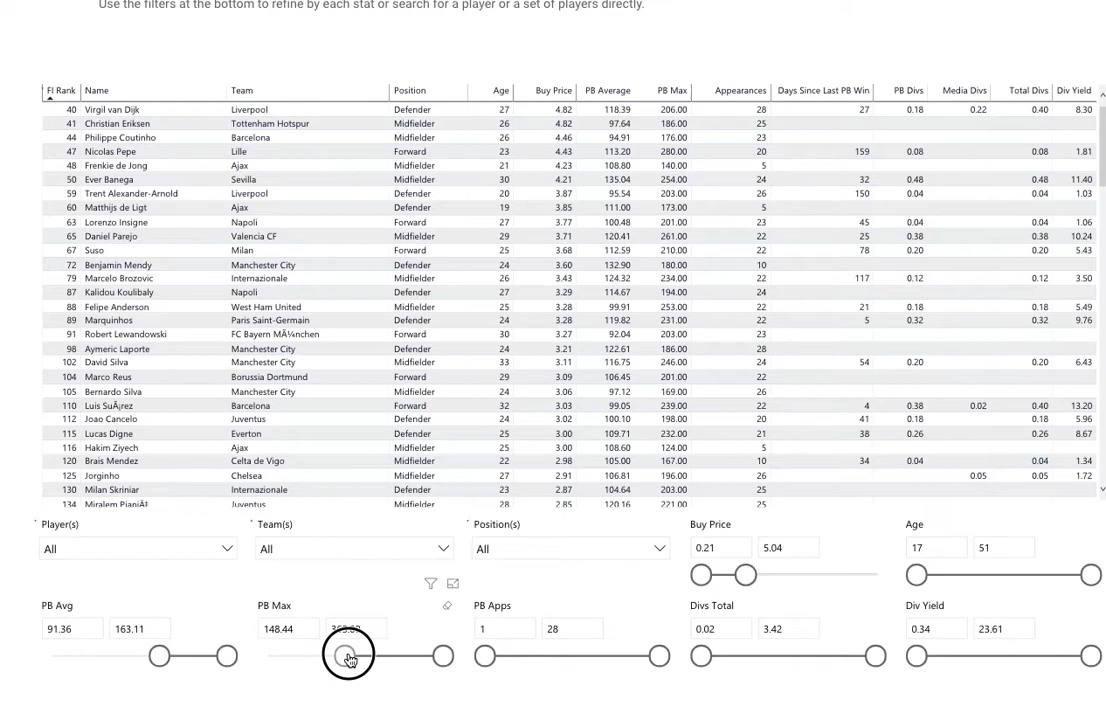 Use the filters at the bottom to refine by each stat or search for a player or a set of players directly.
FI Rank Name Team Position Age Buy Price PB Average PB Max Appearances Days Since Last PB Win PB Divs Media Divs Total Divs Div Yield
40 Virgil van Dijk Liverpool Defender 27 4.82 118.39 206.00 28 27 0.18 0.22 0.40 8.30
41 Christian Eriksen Tottenham Hotspur Midfielder 26 4.82 97.64 186.00 25
44 Philippe Coutinho Barcelona Midfielder 26 4.46 94.91 176.00 23
47 Nicolas Pepe Lille Forward 23 4.43 113.20 280.00 20 159 0.08 0.08 1.81
48 Frenkie de Jong Ajax Midfielder 21 4.23 108.80 140.00 5
50 Ever Banega Sevilla Midfielder 30 4.21 135.04 254.00 24 32 0.48 0.48 11.40
59 Trent Alexander-Arnold Liverpool Defender 20 3.87 95.54 203.00 26 150 0.04 0.04 1.03
60 Matthijs de Ligt Ajax Defender 19 3.85 111.00 173.00 5
63 Lorenzo Insigne Napoli Forward 27 3.77 100.48 201.00 23 45 0.04 0.04 1.06
65 Daniel Parejo Valencia CF Midfielder 29 3.71 120.41 261.00 22 25 0.38 0.38 10.24
67 Suso Milan Forward 25 3.68 112.59 210.00 22 78 0.20 0.20 5.43
72 Benjamin Mendy Manchester City Defender 24 3.60 132.90 180.00 10
79 Marcelo Brozovic Internazionale Midfielder 26 3.43 124.32 234.00 22 117 0.12 0.12 3.50
87 Kalidou Koulibaly Napoli Defender 27 3.29 114.67 194.00 24
88 Felipe Anderson West Ham United Midfielder 25 3.28 99.91 253.00 22 21 0.18 0.18 5.49
89 Marquinhos Paris Saint-Germain Defender 24 3.28 119.82 231.00 22 5 0.32 0.32 9.76
91 Robert Lewandowski FC Bayern MÃ¼nchen Forward 30 3.27 92.04 203.00 23
98 Aymeric Laporte Manchester City Defender 24 3.21 122.61 186.00 28
102 David Silva Manchester City Midfielder 33 3.11 116.75 246.00 24 54 0.20 0.20 6.43
104 Marco Reus Borussia Dortmund Forward 29 3.09 106.45 201.00 22
105 Bernardo Silva Manchester City Midfielder 24 3.06 97.12 169.00 26
110 Luis SuÃ¡rez Barcelona Forward 32 3.03 99.05 239.00 22 4 0.38 0.02 0.40 13.20
112 Joao Cancelo Juventus Defender 24 3.02 100.10 198.00 20 41 0.18 0.18 5.96
115 Lucas Digne Everton Defender 25 3.00 109.71 232.00 21 38 0.26 0.26 8.67
116 Hakim Ziyech Ajax Midfielder 25 3.00 108.60 124.00 5
120 Brais Mendez Celta de Vigo Midfielder 22 2.98 105.00 167.00 10 34 0.04 0.04 1.34
125 Jorginho Chelsea Midfielder 27 2.91 106.81 196.00 26 0.05 0.05 1.72
130 Milan Skriniar Internazionale Defender 23 2.87 104.64 203.00 25
134 Miralem Juventus Midfielder 28 2.85 120.16 221.00 25
Player(s) Team(s) Position(s) Buy Price Age
All All All 0.21 5.04 17 51
PB Avg PB Max PB Apps Divs Total Div Yield
91.36 163.11 148.44 1 28 0.02 3.42 0.34 23.61